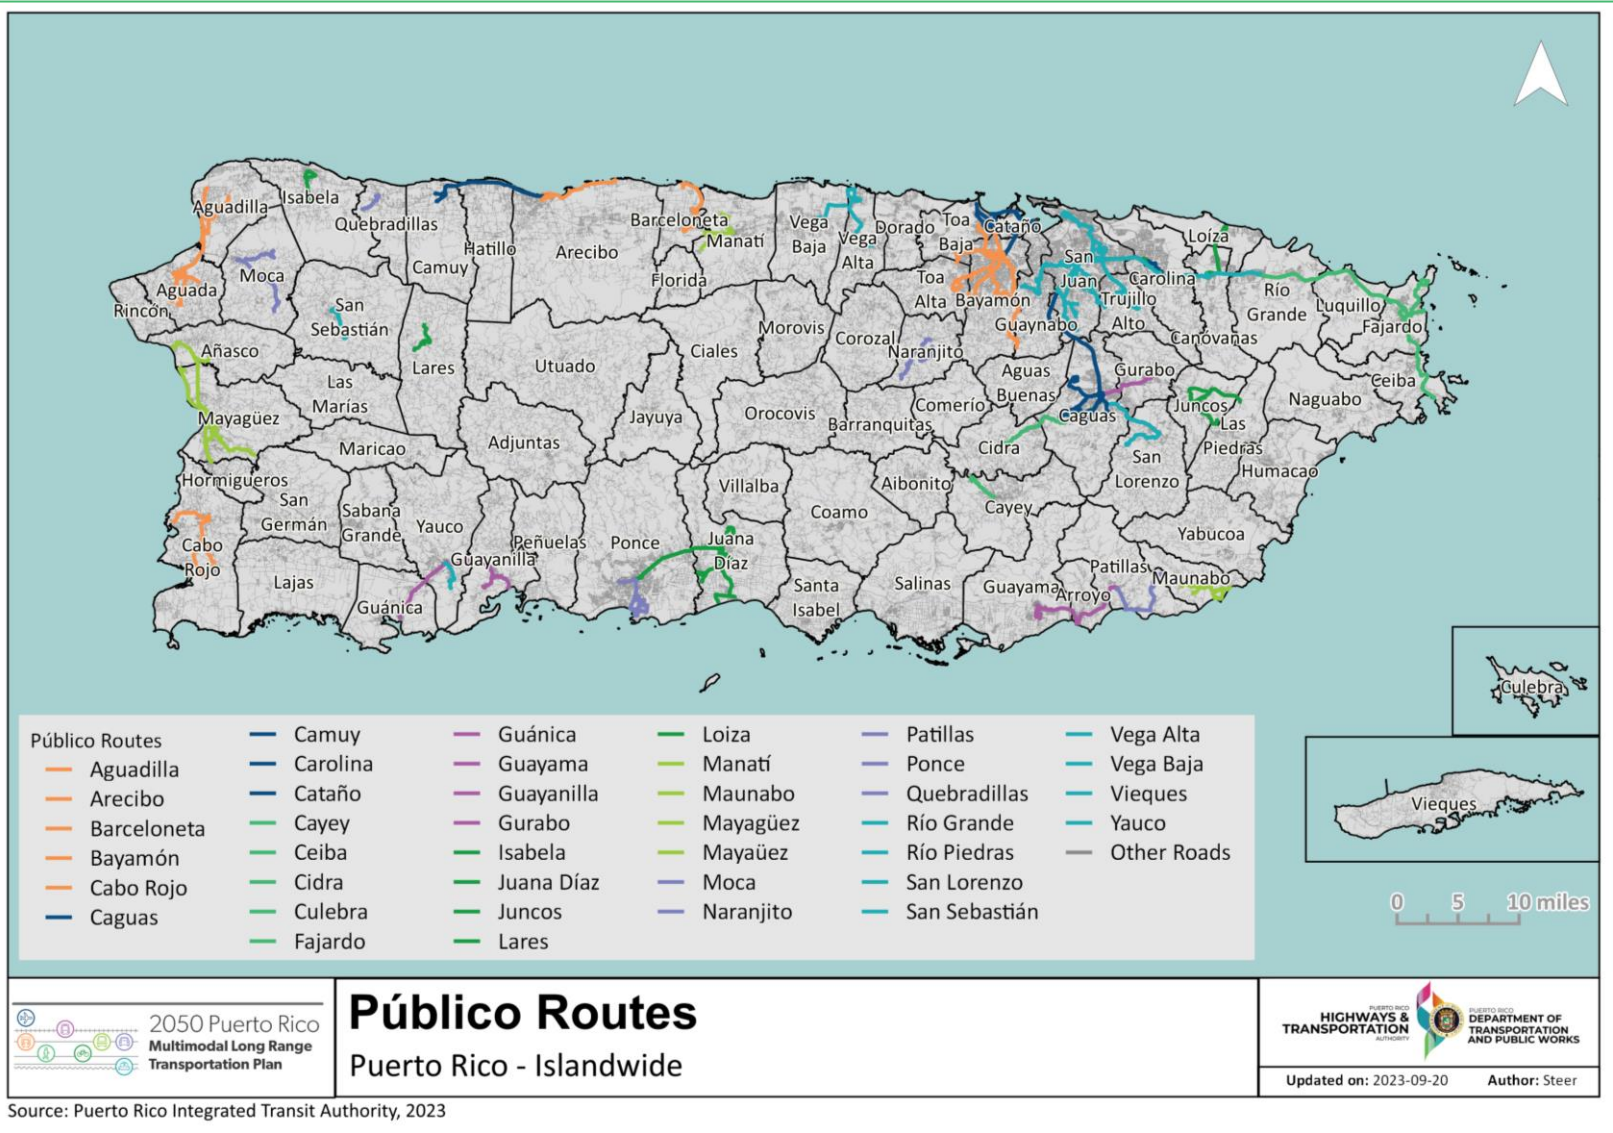 Isabela
Aguadilla
Quebradillas
Hatillo
Camuy
Arecibo
Barceloneta
Manatí
Florida
Vega
Baja
Vega
Alta
Dorado
Toa
Baja
Cataño
Toa
Alta
Bayamón
San
Juan
Guaynabo
Carolina
Trujillo
Alto
Loíza
Canóvanas
Río
Grande
Luquillo
Fajardo
Ceiba
Naguabo
Moca
Aguada
Rincón
San
Sebastián
Añasco
Lares
Utuado
Ciales
Morovis
Corozal
Naranjito
Aguas
Buenas
Gurabo
Caguas
Juncos
Las
Piedras
Humacao
Las
Marías
Mayagüez
Maricao
Adjuntas
Jayuya
Orocovis
Barranquitas
Comerío
Cidra
San
Lorenzo
Hormigueros
San
Germán
Sabana
Grande
Yauco
Villalba
Coamo
Aibonito
Cayey
Yabucoa
Cabo
Rojo
Lajas
Guánica
Guayanilla
Peñuelas
Ponce
Juana
Díaz
Santa
Isabel
Salinas
Guayama
Arroyo
Patillas
Maunabo
Culebra
Vieques
Público Routes
Aguadilla
Arecibo
Barceloneta
Bayamón
Cabo Rojo
Caguas
Camuy
Carolina
Cataño
Cayey
Ceiba
Cidra
Culebra
Fajardo
Guánica
Guayama
Guayanilla
Gurabo
Isabela
Juana Díaz
Juncos
Lares
Loiza
Manatí
Maunabo
Mayagüez
Mayaüez
Moca
Naranjito
Patillas
Ponce
Quebradillas
Río Grande
Río Piedras
San Lorenzo
San Sebastián
Vega Alta
Vega Baja
Vieques
Yauco
Other Roads
0 5 10 miles
2050 Puerto Rico
Multimodal Long Range
Transportation Plan
Público Routes
Puerto Rico - Islandwide
PUERTO RICO
HIGHWAYS &
TRANSPORTATION
AUTHORITY
PUERTO RICO
DEPARTMENT OF
TRANSPORTATION
AND PUBLIC WORKS
Updated on: 2023-09-20 Author: Steer
Source: Puerto Rico Integrated Transit Authority, 2023